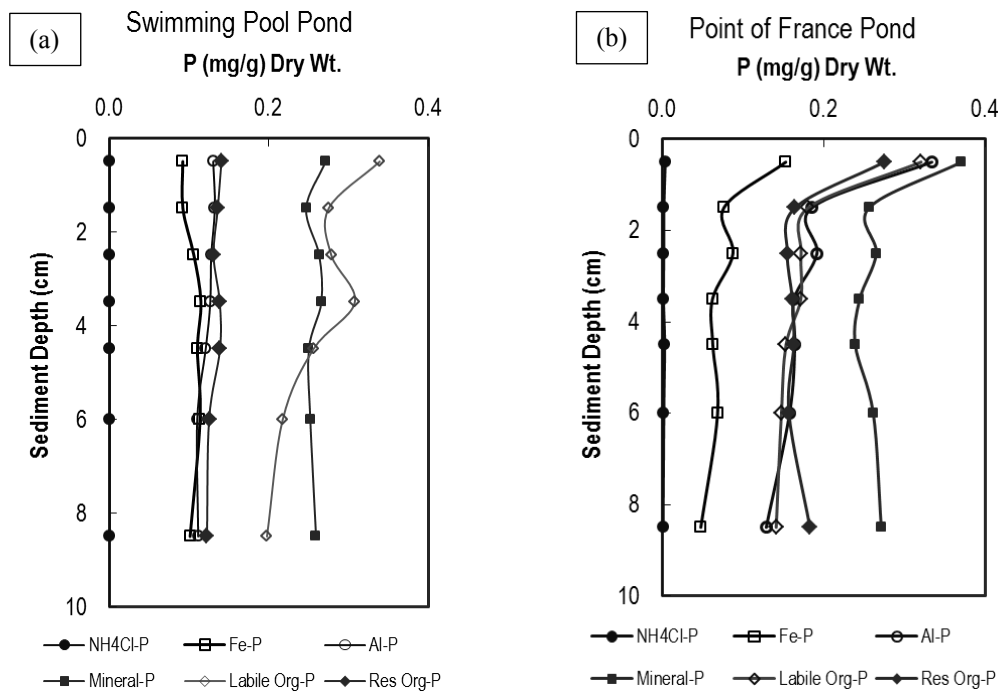 (a)
Swimming Pool Pond
P (mg/g) Dry Wt.
0.0 0.2 0.4
0
2
4
6
8
10
Sediment Depth (cm)
NH4Cl-P Fe-P Al-P
Mineral-P Labile Org-P Res Org-P
(b)
Point of France Pond
P (mg/g) Dry Wt.
0.0 0.2 0.4
0
2
4
6
8
10
Sediment Depth (cm)
NH4Cl-P Fe-P Al-P
Mineral-P Labile Org-P Res Org-P